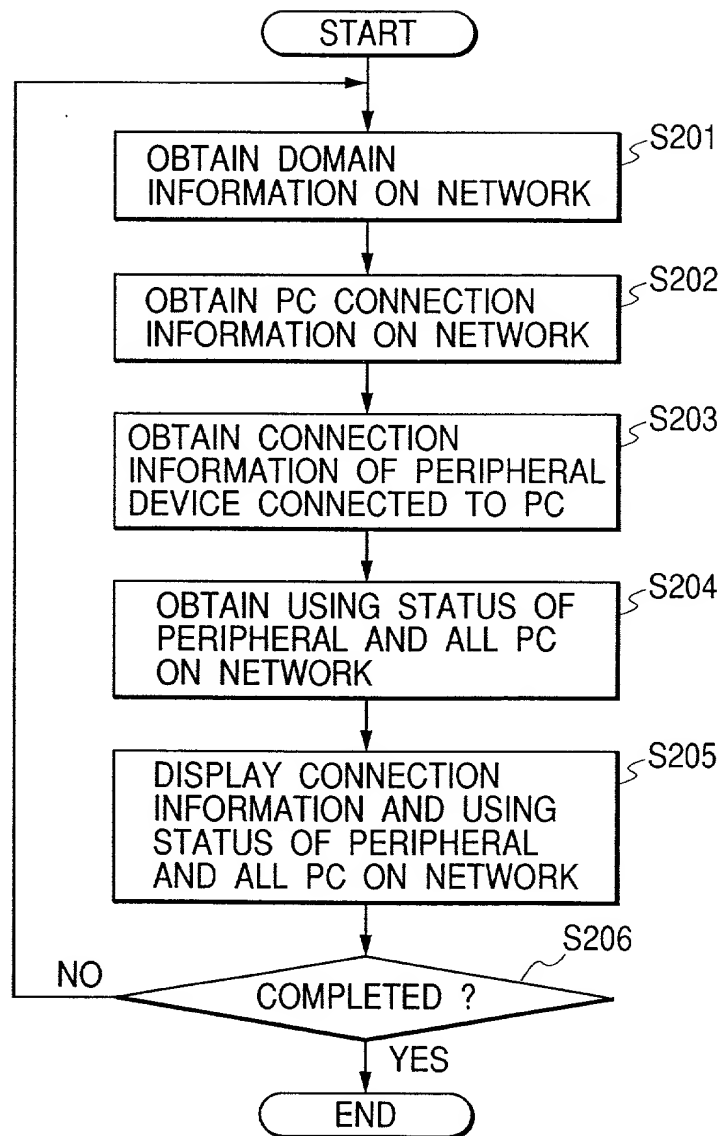 START
S201
OBTAIN DOMAIN
INFORMATION ON NETWORK
S202
OBTAIN PC CONNECTION
INFORMATION ON NETWORK
S203
OBTAIN CONNECTION
INFORMATION OF PERIPHERAL
DEVICE CONNECTED TO PC
S204
OBTAIN USING STATUS OF
PERIPHERAL AND ALL PC
ON NETWORK
S205
DISPLAY CONNECTION
INFORMATION AND USING
STATUS OF PERIPHERAL
AND ALL PC ON NETWORK
S206
NO
COMPLETED ?
YES
END